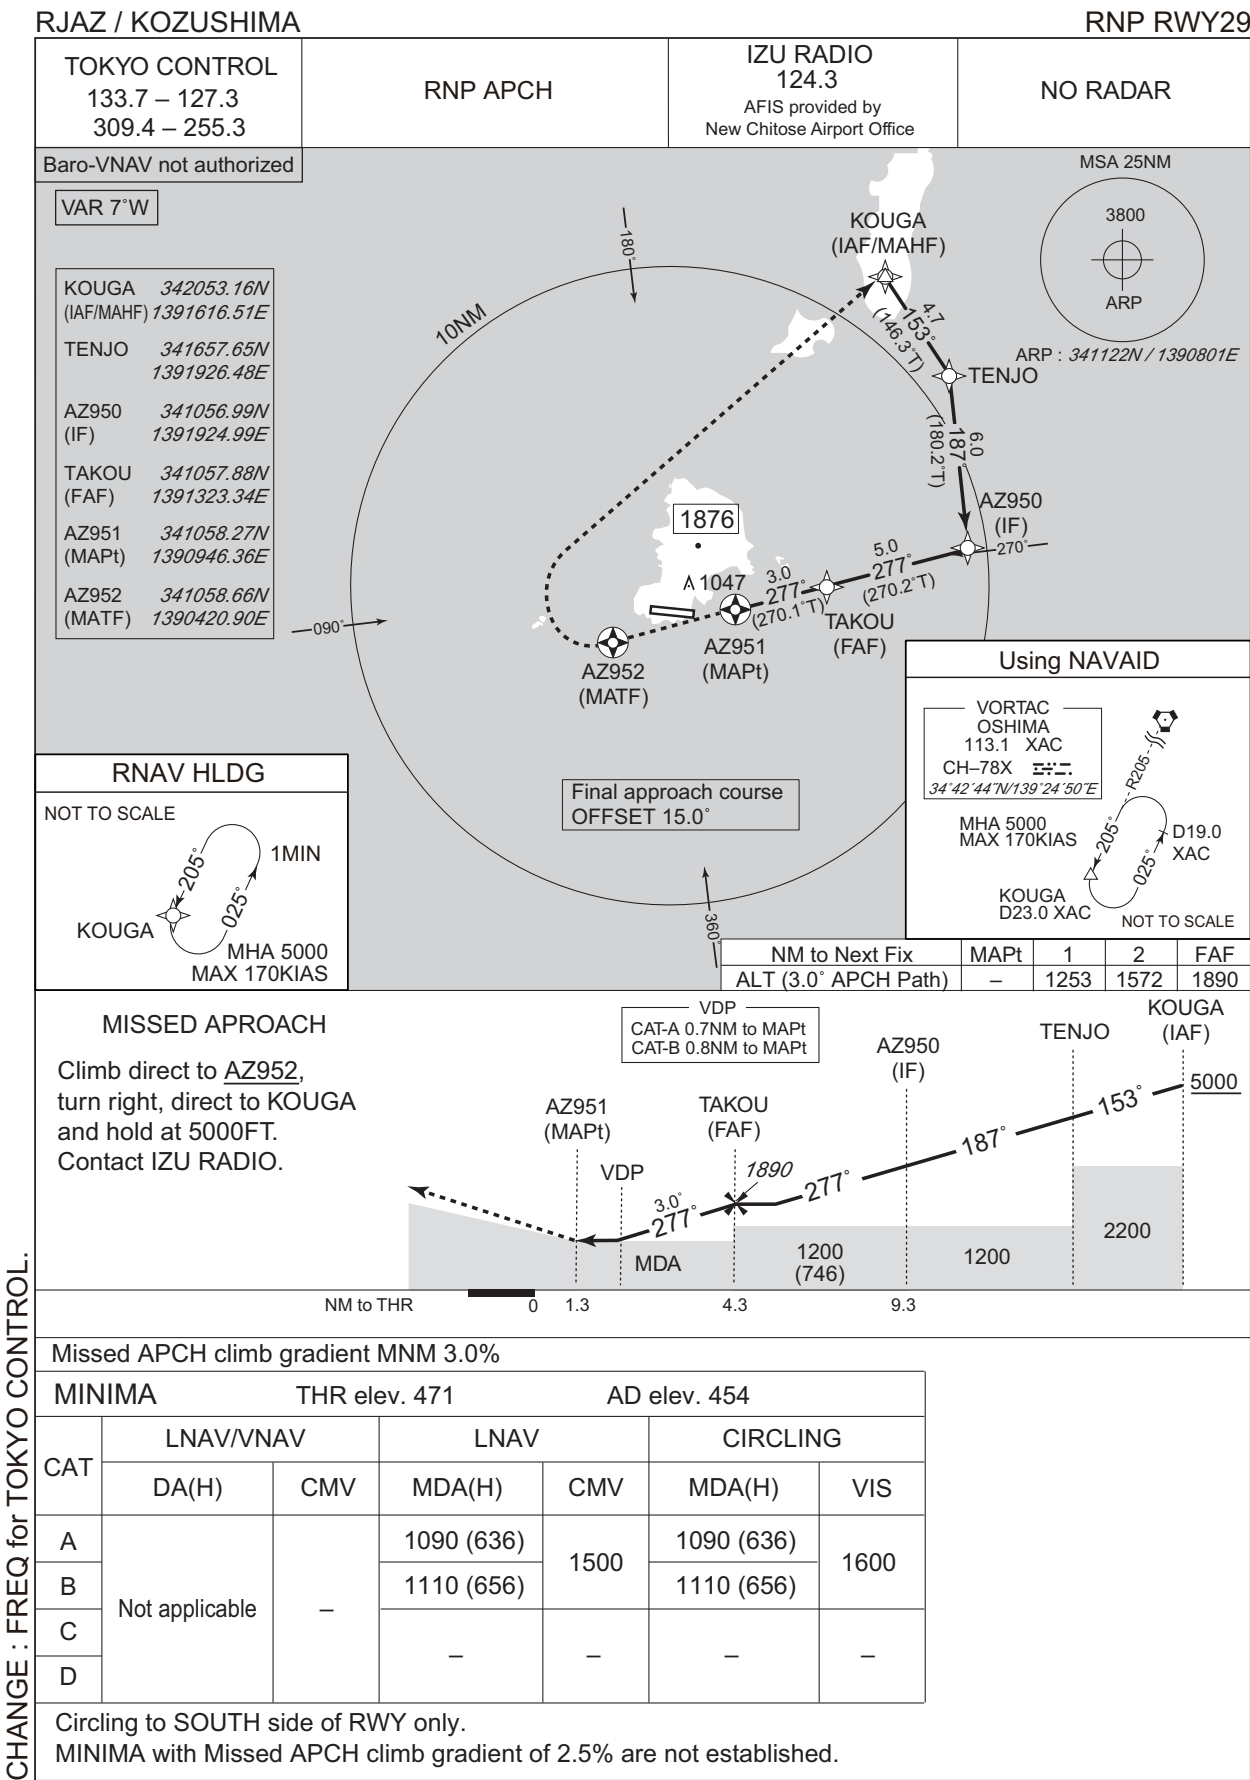 RJAZ / KOZUSHIMA
RNP RWY29
TOKYO CONTROL
133.7 – 127.3
309.4 – 255.3
RNP APCH
IZU RADIO
124.3
AFIS provided by
New Chitose Airport Office
NO RADAR
Baro-VNAV not authorized
VAR 7˚W
KOUGA 342053.16N
(IAF/MAHF) 1391616.51E
TENJO 341657.65N
1391926.48E
AZ950 341056.99N
(IF) 1391924.99E
TAKOU 341057.88N
(FAF) 1391323.34E
AZ951 341058.27N
(MAPt) 1390946.36E
AZ952 341058.66N
(MATF) 1390420.90E
MSA 25NM
3800
ARP
ARP : 341122N / 1390801E
180˚
10NM
KOUGA
(IAF/MAHF)
4.7
153˚
(146.3˚T)
TENJO
6.0
187˚
(180.2˚T)
AZ950
(IF)
270˚
5.0
277˚
(270.2˚T)
TAKOU
(FAF)
3.0
277˚
(270.1˚T)
AZ951
(MAPt)
1876
1047
AZ952
(MATF)
090˚
360˚
Final approach course
OFFSET 15.0˚
RNAV HLDG
NOT TO SCALE
205˚
025˚
1MIN
KOUGA
MHA 5000
MAX 170KIAS
Using NAVAID
VORTAC
OSHIMA
113.1 XAC
CH–78X
34˚42´44˝N/139˚24´50˝E
R205
MHA 5000
MAX 170KIAS
205˚
025˚
D19.0
XAC
KOUGA
D23.0 XAC
NOT TO SCALE
NM to Next Fix MAPt 1 2 FAF
ALT (3.0˚ APCH Path) – 1253 1572 1890
MISSED APROACH
Climb direct to AZ952,
turn right, direct to KOUGA
and hold at 5000FT.
Contact IZU RADIO.
VDP
CAT-A 0.7NM to MAPt
CAT-B 0.8NM to MAPt
AZ951
(MAPt)
VDP
TAKOU
(FAF)
AZ950
(IF)
TENJO
KOUGA
(IAF)
5000
153˚
187˚
277˚
1890
3.0˚
277˚
MDA
1200
(746)
1200
2200
NM to THR 0 1.3 4.3 9.3
Missed APCH climb gradient MNM 3.0%
MINIMA THR elev. 471 AD elev. 454
CAT LNAV/VNAV LNAV CIRCLING
DA(H) CMV MDA(H) CMV MDA(H) VIS
A 1090 (636) 1500 1090 (636) 1600
B 1110 (656) 1110 (656)
Not applicable –
C – – – –
D
Circling to SOUTH side of RWY only.
MINIMA with Missed APCH climb gradient of 2.5% are not established.
CHANGE : FREQ for TOKYO CONTROL.